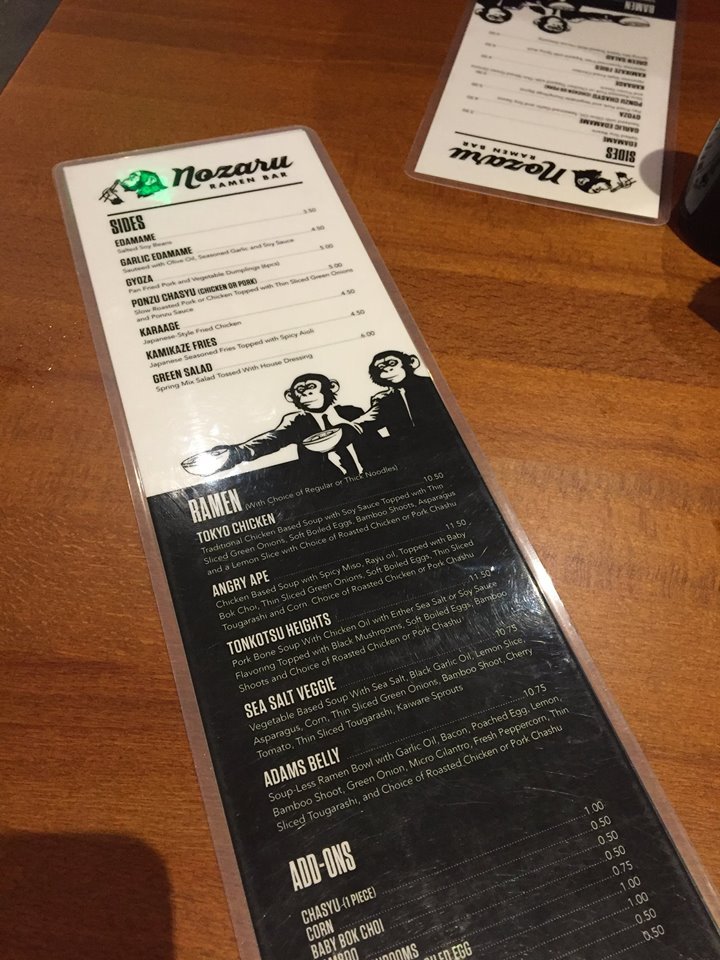 Nozaru
RAMEN BAR
SIDES
EDAMAME 3.50
Salted Soy Beans
GARLIC EDAMAME 4.50
Sauteed with Olive Oil, Seasoned Garlic and Soy Sauce
GYOZA 5.00
Pan Fried Pork and Vegetable Dumplings (6pcs)
PONZU CHASYU (CHICKEN OR PORK) 5.00
Slow Roasted Pork or Chicken Topped with Thin Sliced Green Onions
and Ponzu Sauce
KARAAGE 4.50
Japanese-Style Fried Chicken
KAMIKAZE FRIES 4.50
Japanese Seasoned Fries Topped with Spicy Aioli
GREEN SALAD 6.00
Spring Mix Salad Tossed With House Dressing
RAMEN (With Choice of Regular or Thick Noodles)
TOKYO CHICKEN 10.50
Traditional Chicken Based Soup with Soy Sauce Topped with Thin
Sliced Green Onions, Soft Boiled Eggs, Bamboo Shoots, Asparagus
and a Lemon Slice with Choice of Roasted Chicken or Pork Chashu
ANGRY APE 11.50
Chicken Based Soup with Spicy Miso, Rayu oil, Topped with Baby
Bok Choi, Thin Sliced Green Onions, Soft Boiled Eggs, Thin Sliced
Tougarashi and Corn Choice of Roasted Chicken or Pork Chashu
TONKOTSU HEIGHTS 11.50
Pork Bone Soup With Chicken Oil with Either Sea Salt or Soy Sauce
Flavoring Topped with Black Mushrooms, Soft Boiled Eggs, Bamboo
Shoots and Choice of Roasted Chicken or Pork Chashu
SEA SALT VEGGIE 10.75
Vegetable Based Soup With Sea Salt, Black Garlic Oil, Lemon Slice,
Asparagus, Corn, Thin Sliced Green Onions, Bamboo Shoot, Cherry
Tomato, Thin Sliced Tougarashi, Kaiware Sprouts
ADAMS BELLY 10.75
Soup-Less Ramen Bowl with Garlic Oil, Bacon, Poached Egg, Lemon,
Bamboo Shoot, Green Onion, Micro Cilantro, Fresh Peppercorn, Thin
Sliced Tougarashi, and Choice of Roasted Chicken or Pork Chashu
ADD-ONS
CHASYU (1 PIECE) 1.00
CORN 0.50
BABY BOK CHOI 0.50
BAMBOO 0.50
0.75
EGG 1.00
1.00
0.50
0.50
Nozaru
RAMEN BAR
SIDES
EDAMAME
GARLIC EDAMAME
GYOZA
PONZU CHASYU (CHICKEN OR PORK)
KARAAGE
KAMIKAZE FRIES
GREEN SALAD
RAMEN